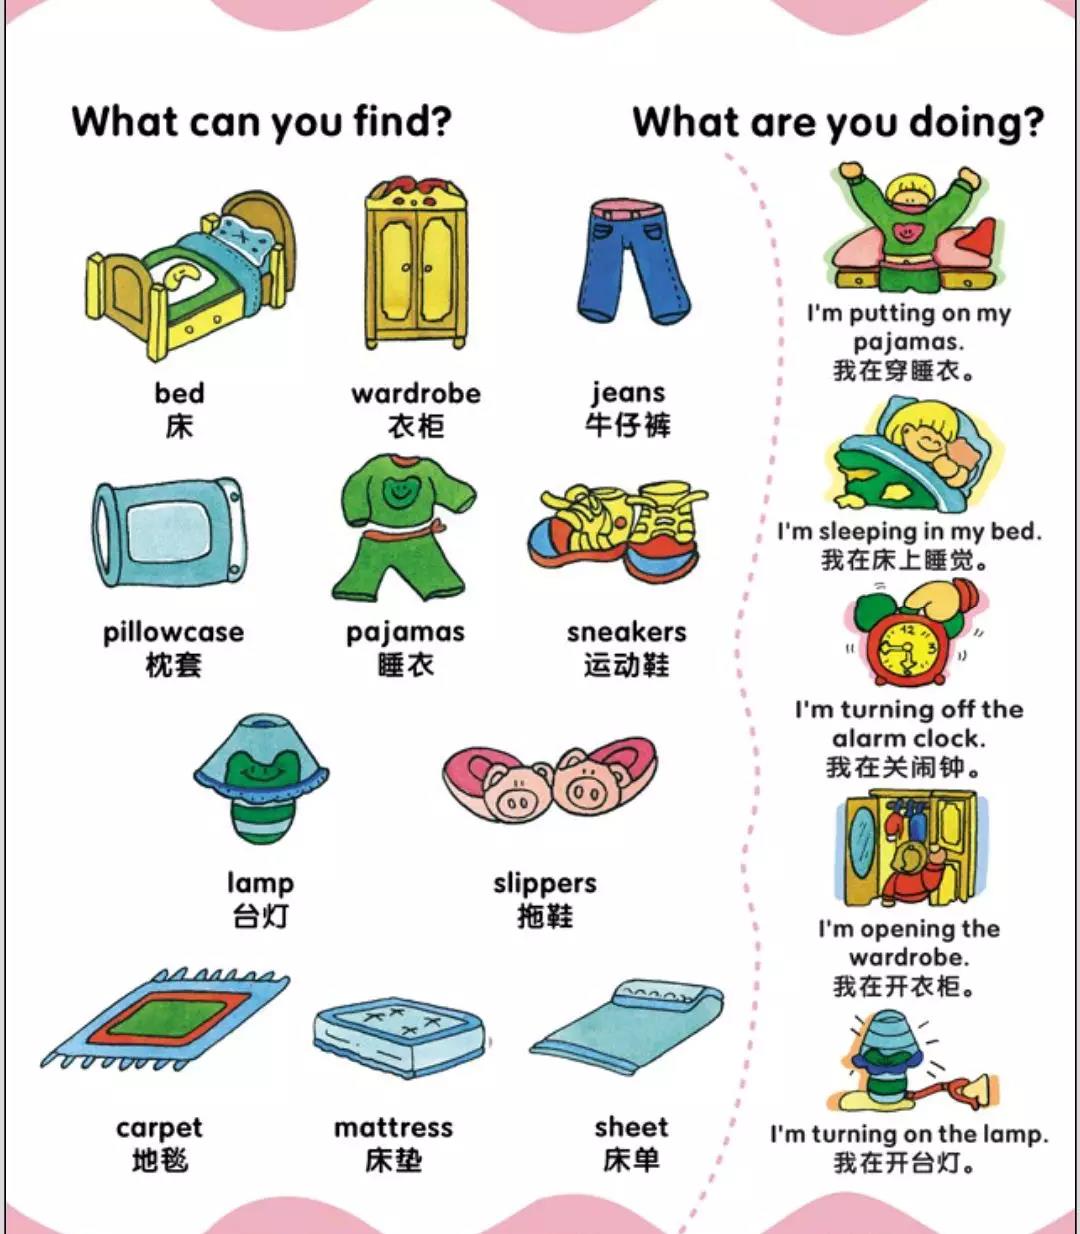 What can you find?
bed
床
wardrobe
衣柜
jeans
牛仔裤
pillowcase
枕套
pajamas
睡衣
sneakers
运动鞋
lamp
台灯
slippers
拖鞋
carpet
地毯
mattress
床垫
sheet
床单
What are you doing?
I'm putting on my
pajamas.
我在穿睡衣。
I'm sleeping in my bed.
我在床上睡觉。
12
3
I'm turning off the
alarm clock.
我在关闹钟。
I'm opening the
wardrobe.
我在开衣柜。
I'm turning on the lamp.
我在开台灯。